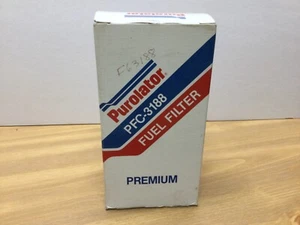 Purolator
PFC-3188
FUEL FILTER
PREMIUM